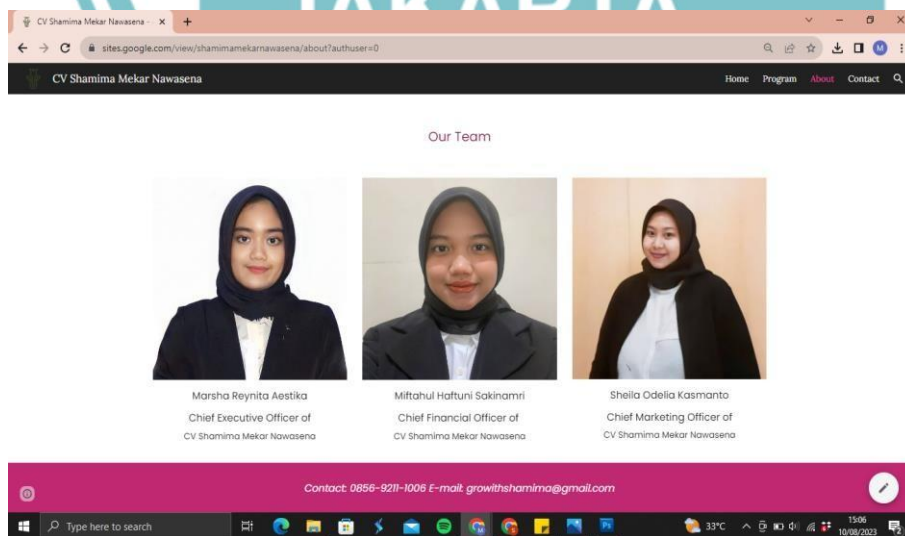 JAKARTA
CV Shamima Mekar Nawasena -
sites.google.com/view/shamimamekarnawasena/about?authuser=0
M
CV Shamima Mekar Nawasena
Home Program About Contact
Our Team
Marsha Reynita Aestika
Chief Executive Officer of
CV Shamima Mekar Nawasena
Miftahul Haftuni Sakinamri
Chief Financial Officer of
CV Shamima Mekar Nawasena
Sheila Odelia Kasmanto
Chief Marketing Officer of
CV Shamima Mekar Nawasena
Contact: 0856-9211-1006 E-mail: growithshamima@gmail.com
Type here to search
Ps
33°C
15:06
10/08/2023